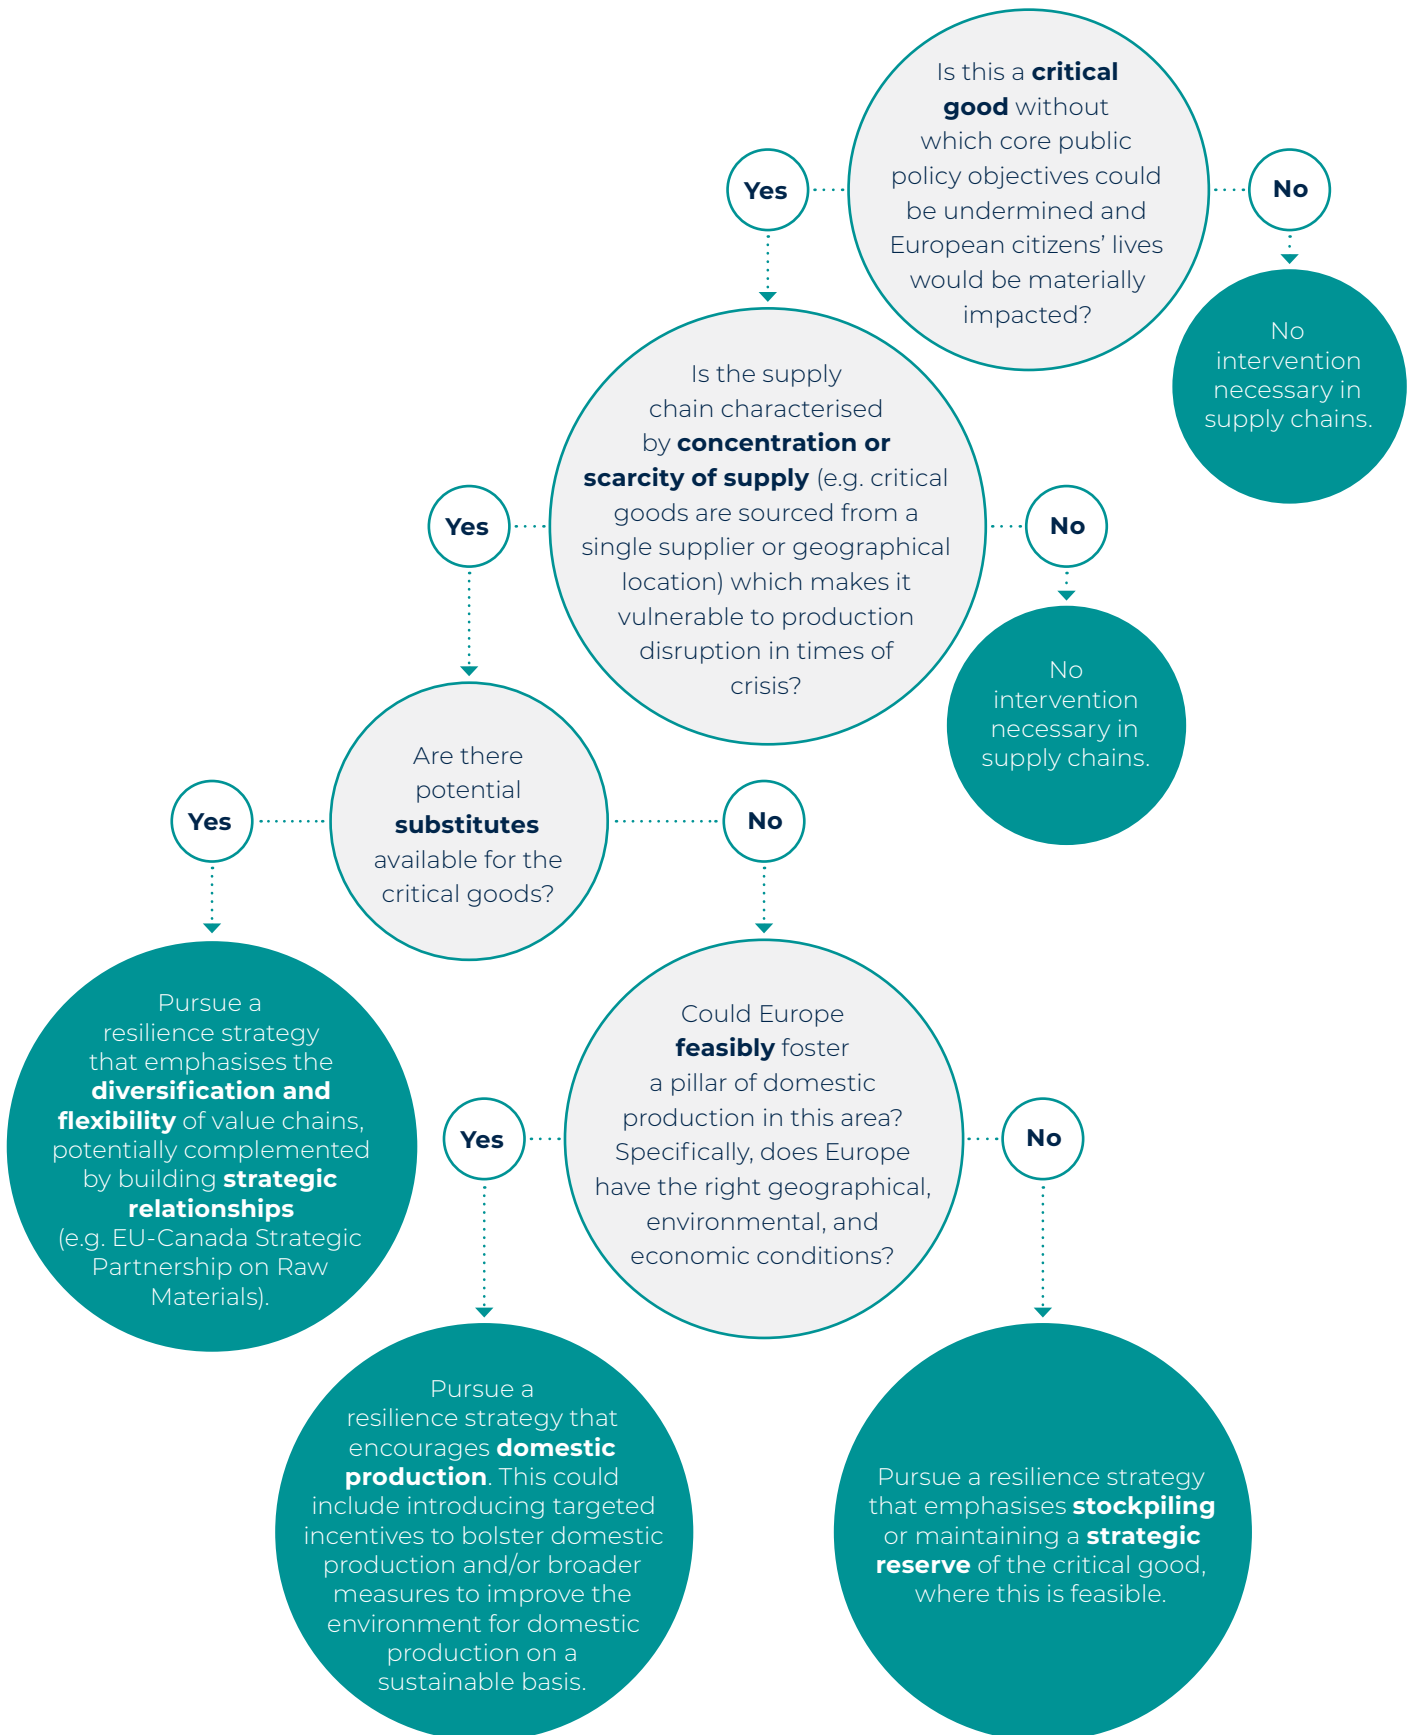 Is this a critical
good without
which core public
policy objectives could
be undermined and
European citizens’ lives
would be materially
impacted?
Yes
No
No
intervention
necessary in
supply chains.
Is the supply
chain characterised
by concentration or
scarcity of supply (e.g. critical
goods are sourced from a
single supplier or geographical
location) which makes it
vulnerable to production
disruption in times of
crisis?
Yes
No
No
intervention
necessary in
supply chains.
Are there
potential
substitutes
available for the
critical goods?
Yes
No
Pursue a
resilience strategy
that emphasises the
diversification and
flexibility of value chains,
potentially complemented
by building strategic
relationships
(e.g. EU-Canada Strategic
Partnership on Raw
Materials).
Could Europe
feasibly foster
a pillar of domestic
production in this area?
Specifically, does Europe
have the right geographical,
environmental, and
economic conditions?
Yes
No
Pursue a
resilience strategy that
encourages domestic
production. This could
include introducing targeted
incentives to bolster domestic
production and/or broader
measures to improve the
environment for domestic
production on a
sustainable basis.
Pursue a resilience strategy
that emphasises stockpiling
or maintaining a strategic
reserve of the critical good,
where this is feasible.